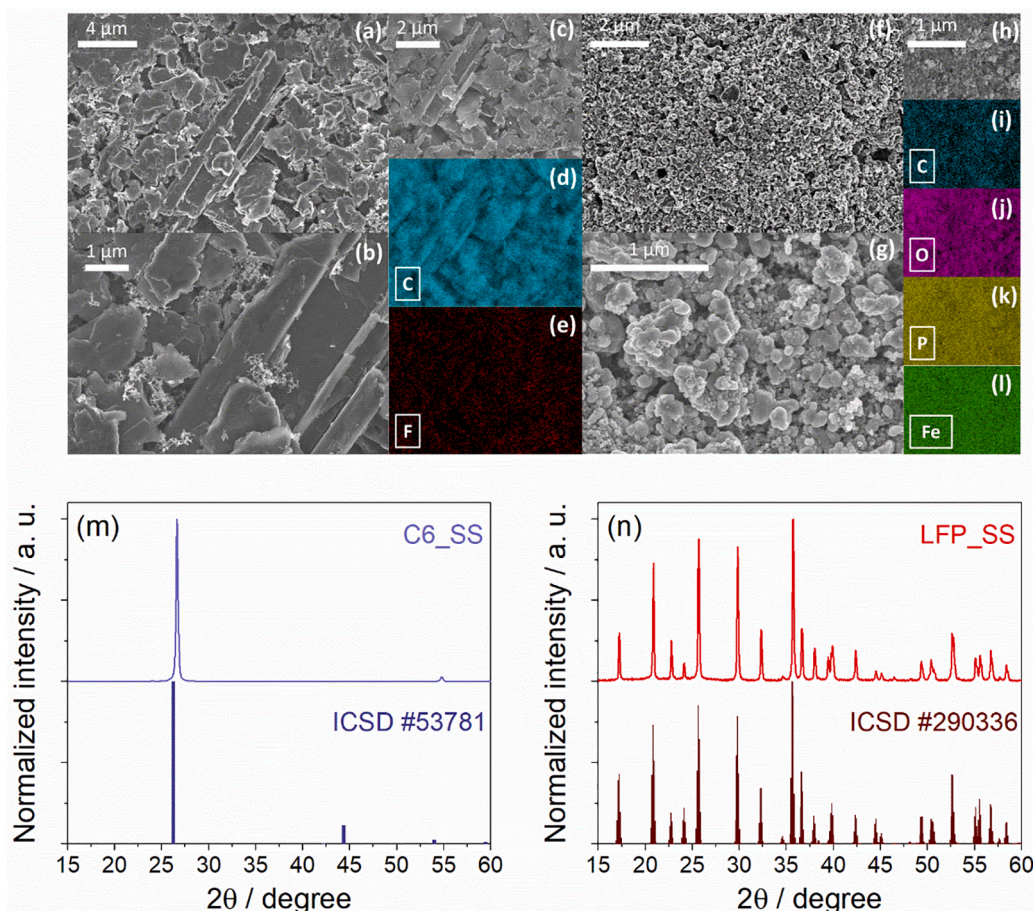 4 µm (a)
2 µm (c)
2 µm (f)
1 µm (h)
C (i)
(d)
C
O (j)
1 µm (b)
1 µm (g)
(e)
F
P (k)
Fe (l)
(m)
C6_SS
ICSD #53781
Normalized intensity / a. u.
15 20 25 30 35 40 45 50 55 60
2θ / degree
(n)
LFP_SS
ICSD #290336
Normalized intensity / a. u.
15 20 25 30 35 40 45 50 55 60
2θ / degree